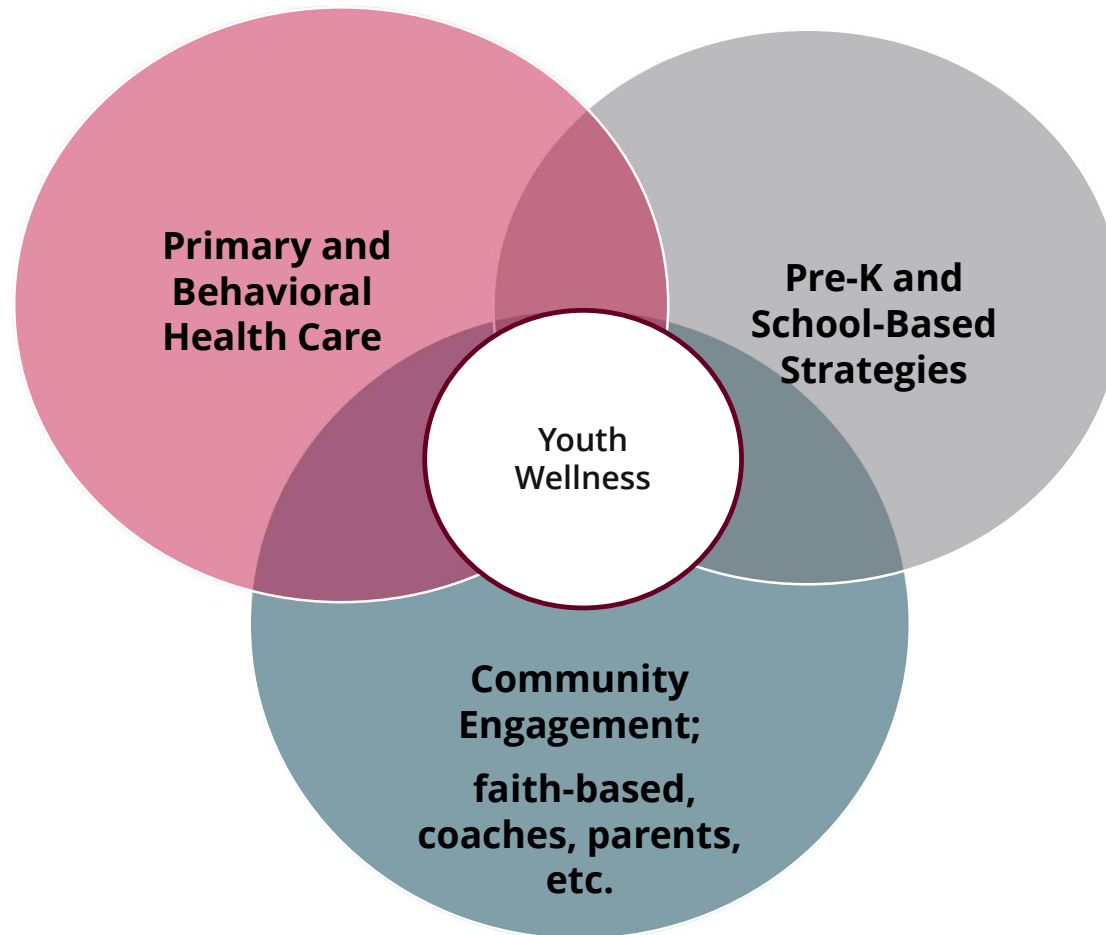 Primary and
Behavioral
Health Care
Pre-K and
School-Based
Strategies
Youth
Wellness
Community
Engagement;
faith-based,
coaches, parents,
etc.